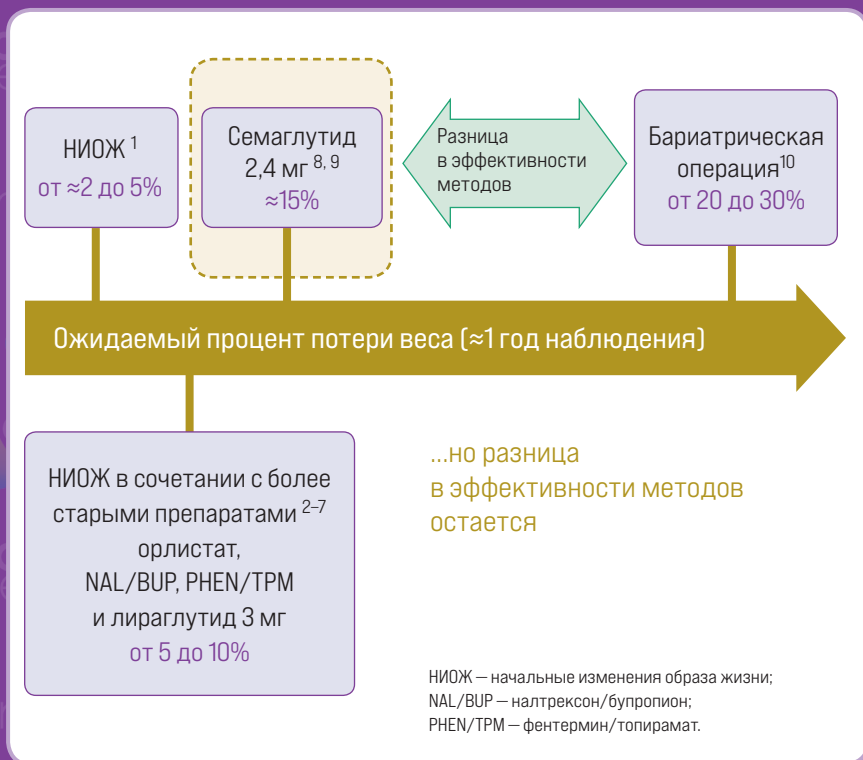 НИОЖ 1
от ≈2 до 5%
Семаглутид
2,4 мг 8, 9
≈15%
Разница
в эффективности
методов
Бариатрическая
операция10
от 20 до 30%
Ожидаемый процент потери веса (≈1 год наблюдения)
НИОЖ в сочетании с более
старыми препаратами 2–7
орлистат,
NAL/BUP, PHEN/TPM
и лираглутид 3 мг
от 5 до 10%
...но разница
в эффективности методов
остается
НИОЖ — начальные изменения образа жизни;
NAL/BUP — налтрексон/бупропион;
PHEN/TPM — фентермин/топирамат.